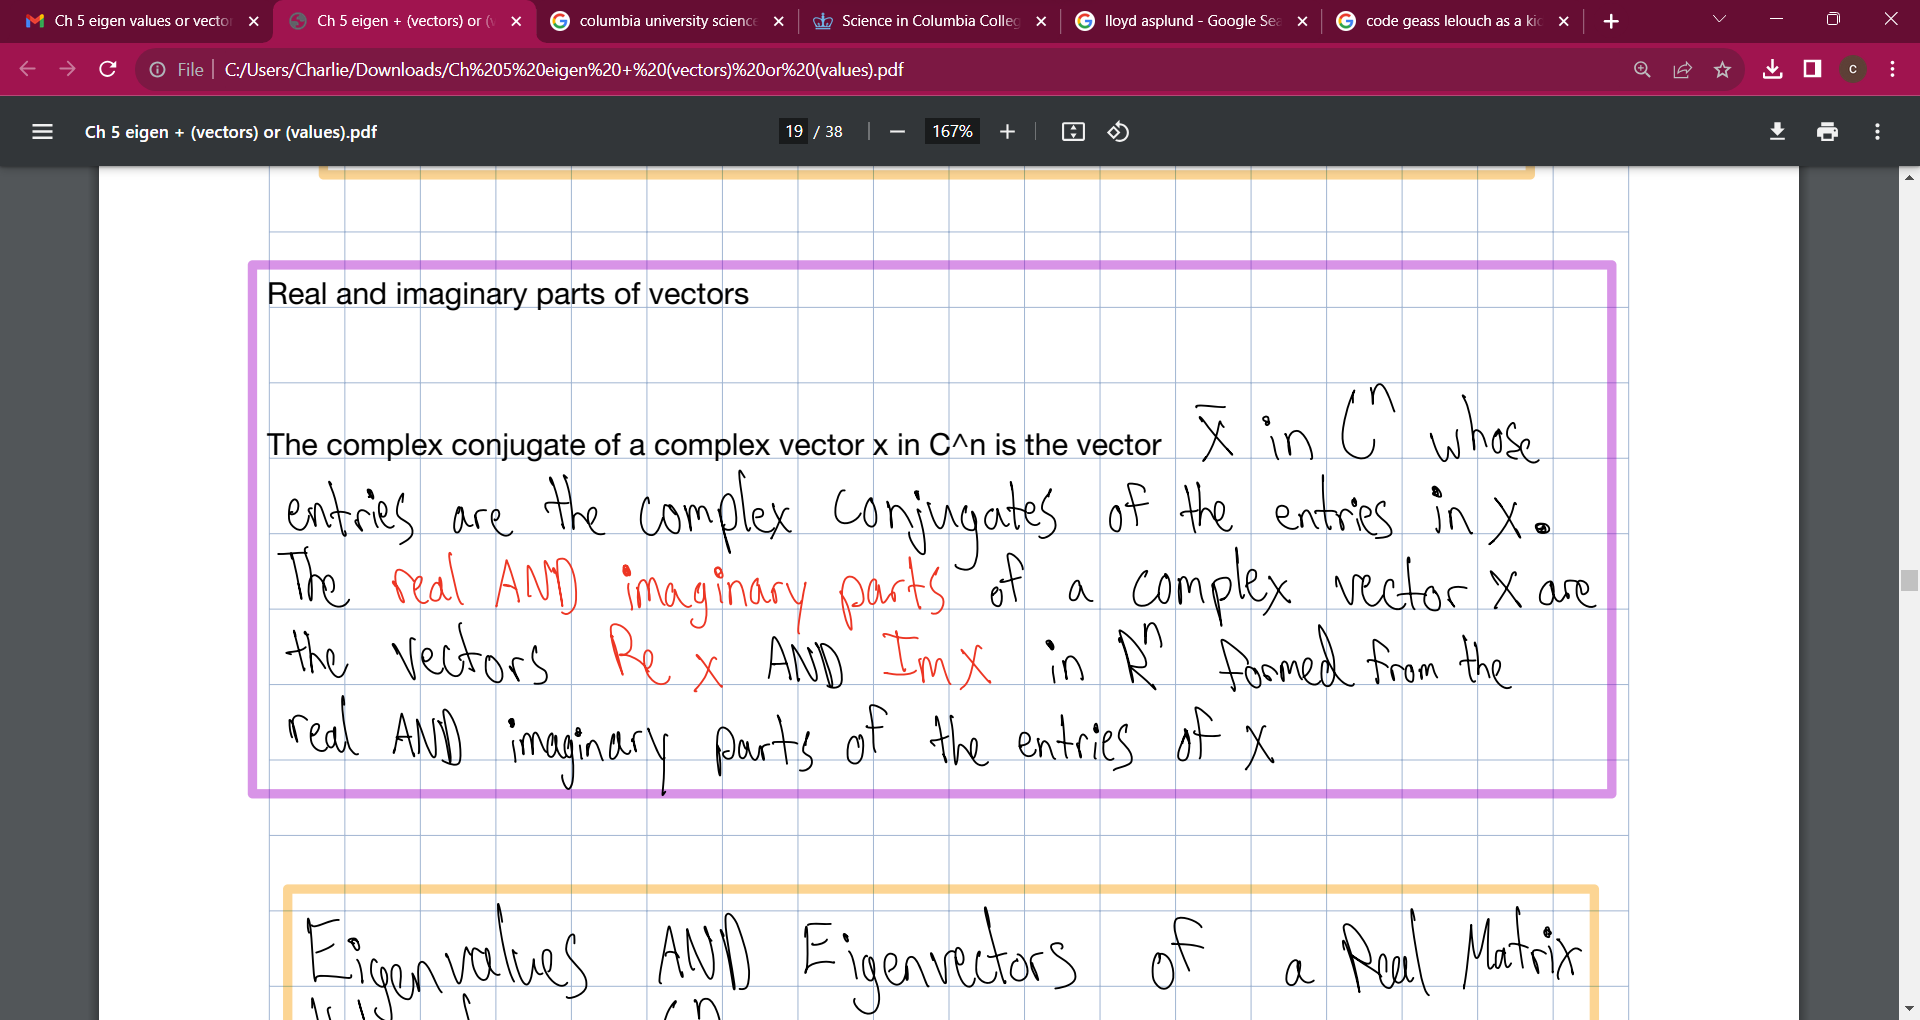 Ch 5 eigen values or vector
Ch 5 eigen + (vectors) or (v
columbia university science
Science in Columbia Colleg
lloyd asplund - Google Sea
code geass lelouch as a kid
File
C:/Users/Charlie/Downloads/Ch%205%20eigen%20+%20(vectors)%20or%20(values).pdf
C
Ch 5 eigen + (vectors) or (values).pdf
19 / 38
167%
Real and imaginary parts of vectors
The complex conjugate of a complex vector x in C^n is the vector x̄ in Cⁿ whose
entries are the complex conjugates of the entries in x.
The real AND imaginary parts of a complex vector x are
the vectors Re x AND Im x in Rⁿ formed from the
real AND imaginary parts of the entries of x
Eigenvalues AND Eigenvectors of a Real Matrix